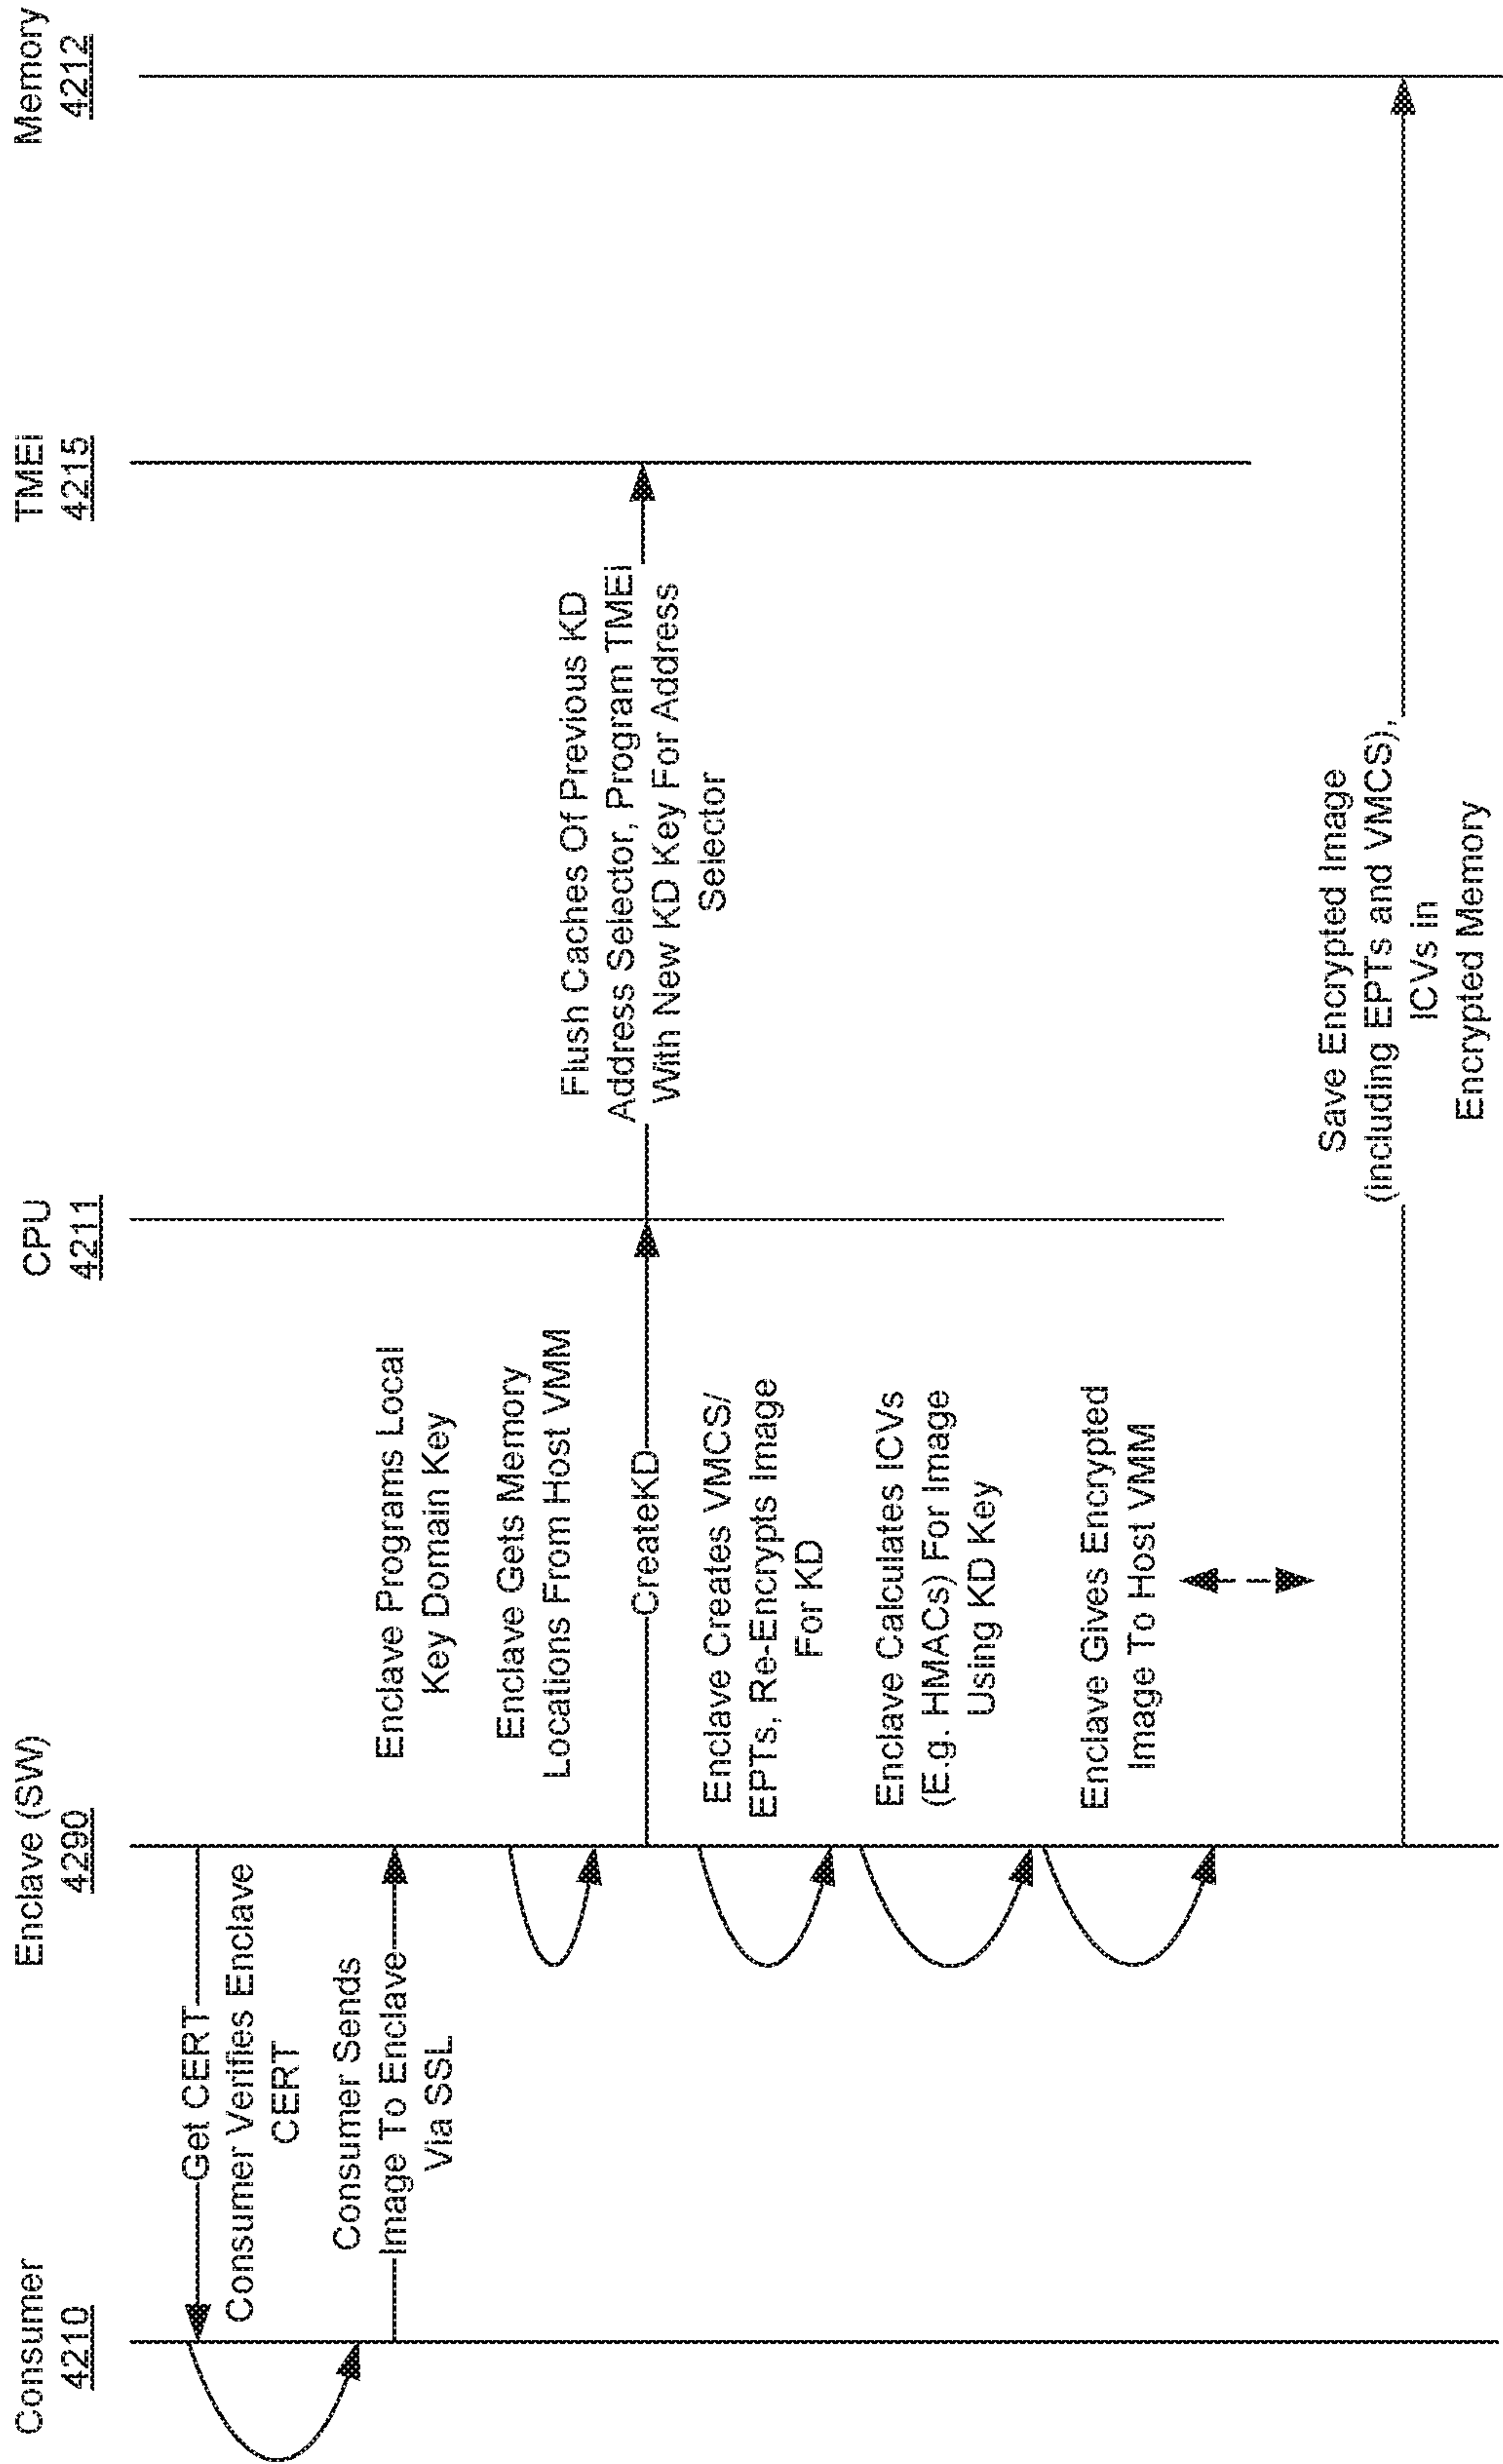 Consumer
4210
Enclave (SW)
4290
CPU
4211
TMEi
4215
Memory
4212
Get CERT
Consumer Verifies Enclave
CERT
Consumer Sends
Image To Enclave
Via SSL
Enclave Programs Local
Key Domain Key
Enclave Gets Memory
Locations From Host VMM
CreateKD
Flush Caches Of Previous KD
Address Selector, Program TMEi
With New KD Key For Address
Selector
Enclave Creates VMCS/
EPTs, Re-Encrypts Image
For KD
Enclave Calculates ICVs
(E.g. HMACs) For Image
Using KD Key
Enclave Gives Encrypted
Image To Host VMM
Save Encrypted Image
(including EPTs and VMCS),
ICVs in
Encrypted Memory